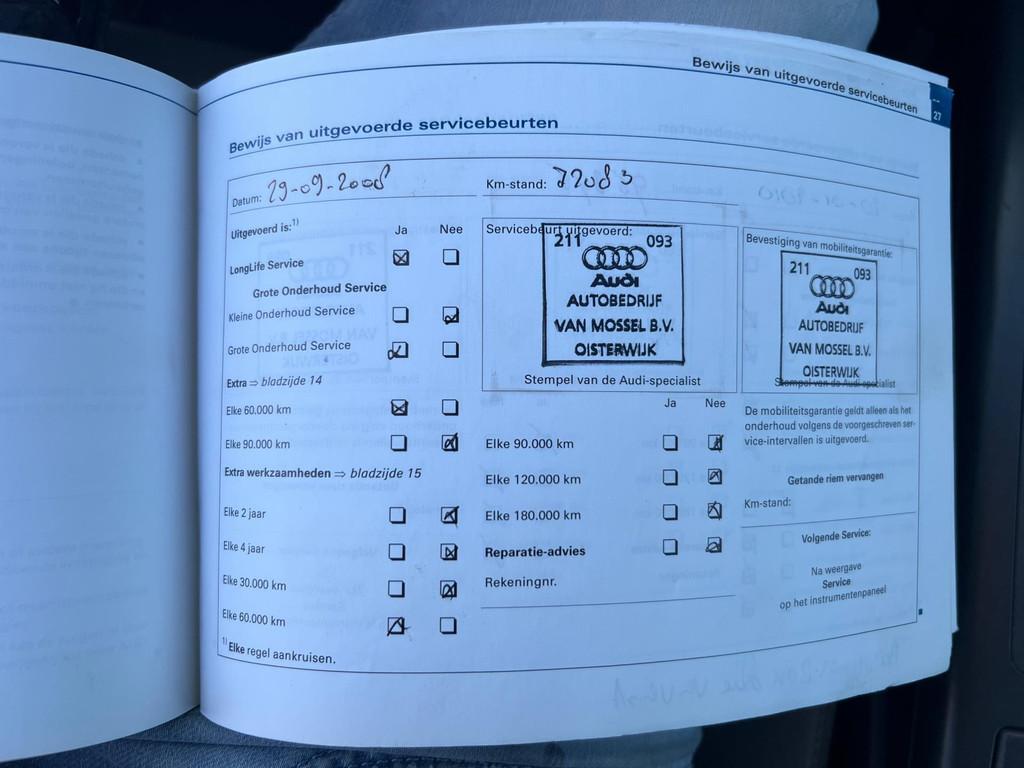 Bewijs van uitgevoerde servicebeurten
27
Bewijs van uitgevoerde servicebeurten
Datum: 29-09-2008
Km-stand: 72083
Uitgevoerd is:1)
Ja Nee
LongLife Service
Grote Onderhoud Service
Kleine Onderhoud Service
Grote Onderhoud Service
Extra ⇒ bladzijde 14
Elke 60.000 km
Elke 90.000 km
Extra werkzaamheden ⇒ bladzijde 15
Elke 2 jaar
Elke 4 jaar
Elke 30.000 km
Elke 60.000 km
1) Elke regel aankruisen.
Servicebeurt uitgevoerd:
211 093
Audi
AUTOBEDRIJF
VAN MOSSEL B.V.
OISTERWIJK
Stempel van de Audi-specialist
Ja Nee
Elke 90.000 km
Elke 120.000 km
Elke 180.000 km
Reparatie-advies
Rekeningnr.
Bevestiging van mobiliteitsgarantie:
211 093
Audi
AUTOBEDRIJF
VAN MOSSEL B.V.
OISTERWIJK
Stempel van de Audi-specialist
De mobiliteitsgarantie geldt alleen als het
onderhoud volgens de voorgeschreven ser-
vice-intervallen is uitgevoerd.
Getande riem vervangen
Km-stand:
Volgende Service:
Na weergave
Service
op het instrumentenpaneel